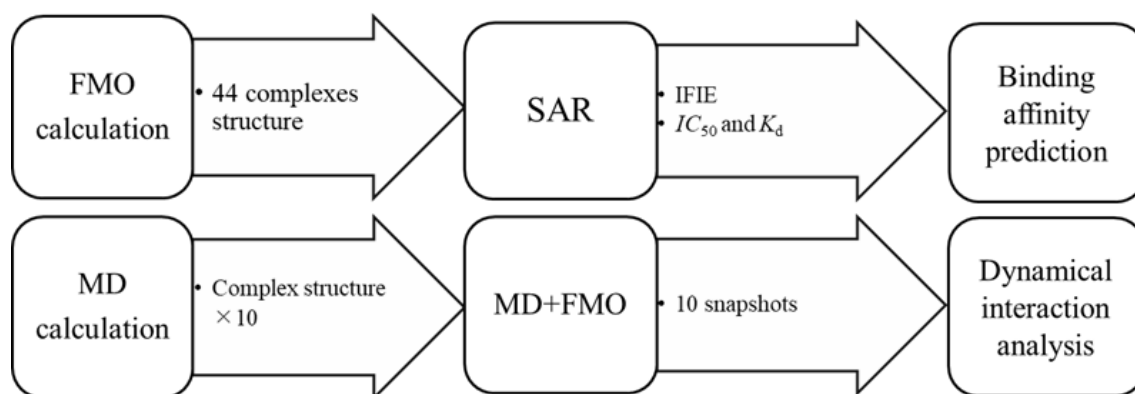 FMO
calculation
• 44 complexes
structure
SAR
• IFIE
• IC50 and Kd
Binding
affinity
prediction
MD
calculation
• Complex structure
×10
MD+FMO
• 10 snapshots
Dynamical
interaction
analysis